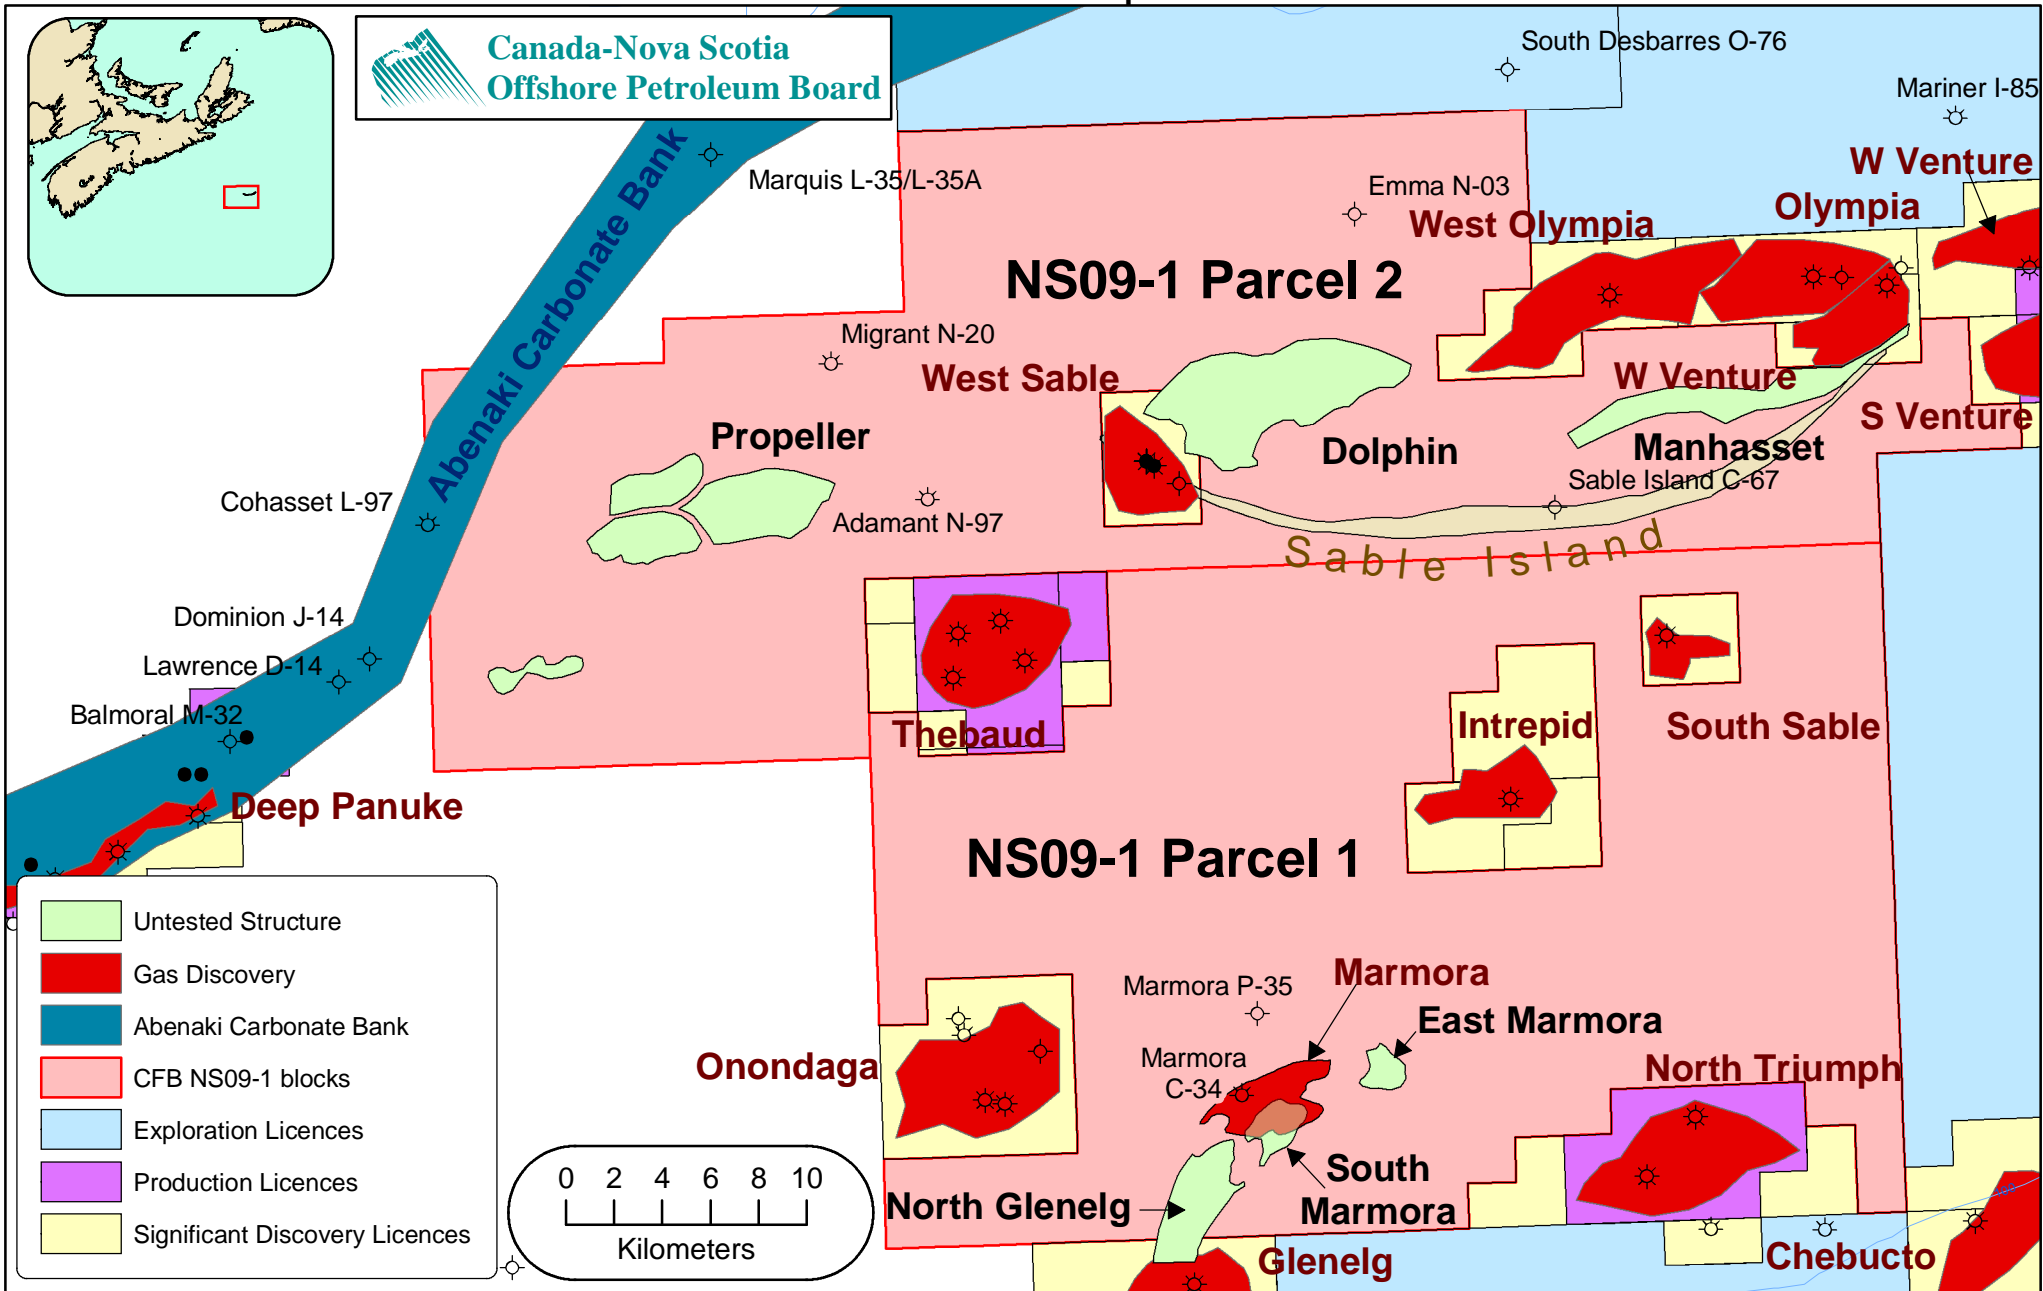 Canada-Nova Scotia
Offshore Petroleum Board
South Desbarres O-76
Mariner I-85
W Venture
Marquis L-35/L-35A
Emma N-03
Olympia
West Olympia
Abenaki Carbonate Bank
NS09-1 Parcel 2
Migrant N-20
West Sable
W Venture
S Venture
Propeller
Dolphin
Manhasset
Sable Island C-67
Cohasset L-97
Adamant N-97
Sable Island
Dominion J-14
Lawrence D-14
Balmoral M-32
Thebaud
Intrepid
South Sable
Deep Panuke
NS09-1 Parcel 1
Untested Structure
Gas Discovery
Abenaki Carbonate Bank
CFB NS09-1 blocks
Exploration Licences
Production Licences
Significant Discovery Licences
Marmora P-35
Marmora
East Marmora
Onondaga
Marmora
C-34
North Triumph
0 2 4 6 8 10
Kilometers
South
Marmora
North Glenelg
Glenelg
Chebucto